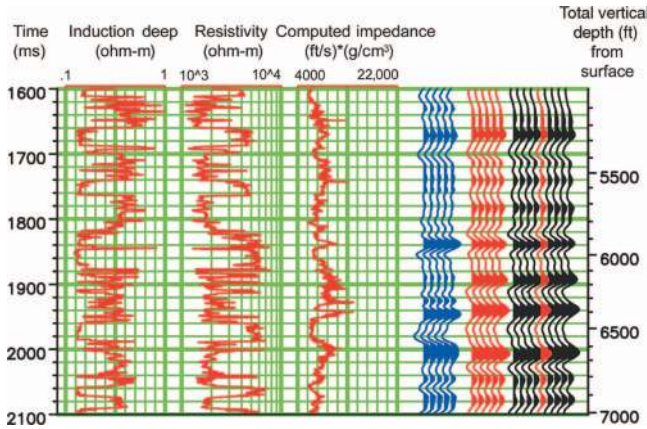 Time
(ms)
Induction deep
(ohm-m)
Resistivity
(ohm-m)
Computed impedance
(ft/s)*(g/cm³)
Total vertical
depth (ft)
from
surface
.1 1 10^3 10^4 4000 22,000
1600
1700
5500
1800
6000
1900
6500
2000
2100
7000